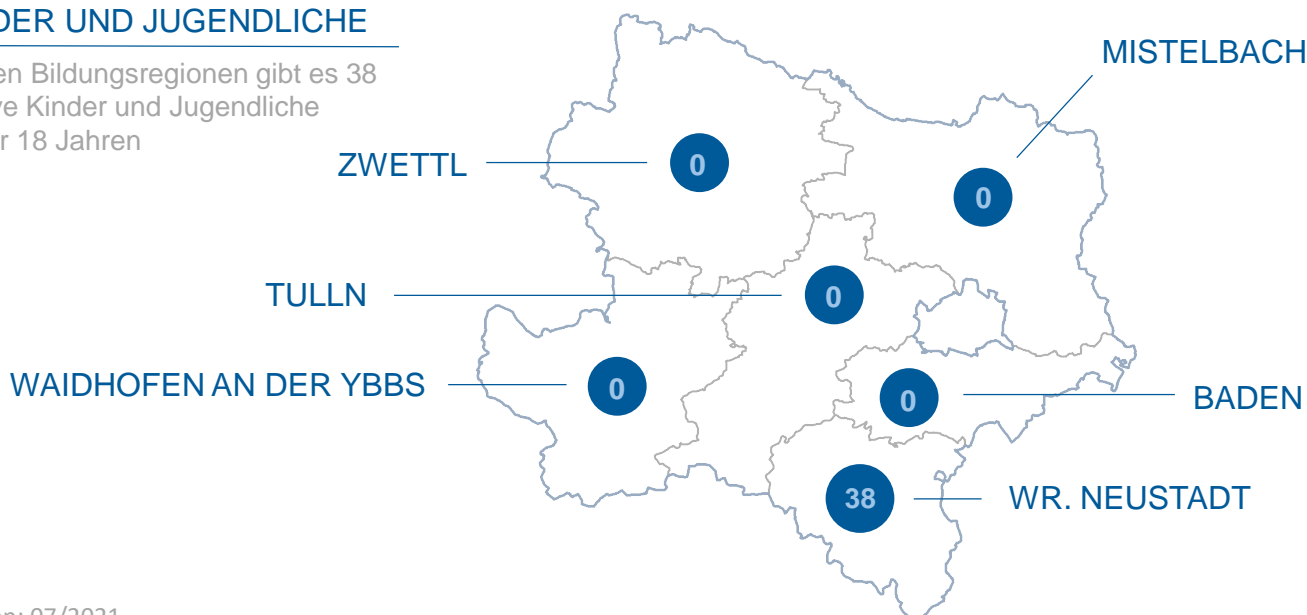 DER UND JUGENDLICHE
en Bildungsregionen gibt es 38
ve Kinder und Jugendliche
r 18 Jahren
MISTELBACH
ZWETTL
0
0
TULLN
0
WAIDHOFEN AN DER YBBS
0
0
BADEN
38
WR. NEUSTADT